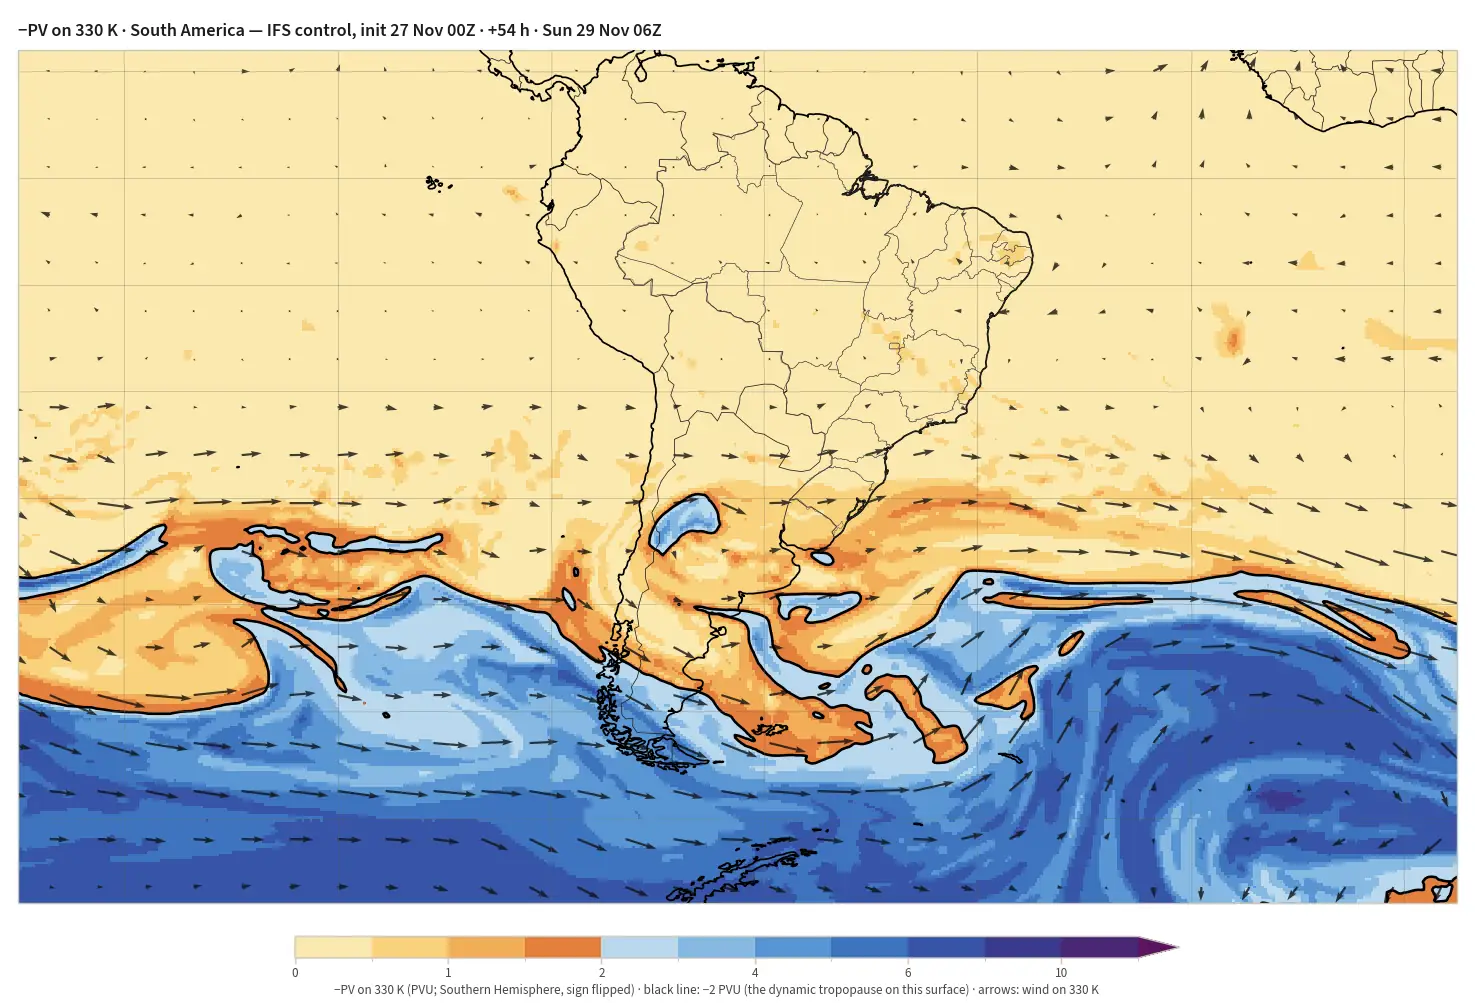 −PV on 330 K · South America — IFS control, init 27 Nov 00Z · +54 h · Sun 29 Nov 06Z
0 1 2 4 6 10
−PV on 330 K (PVU; Southern Hemisphere, sign flipped) · black line: −2 PVU (the dynamic tropopause on this surface) · arrows: wind on 330 K